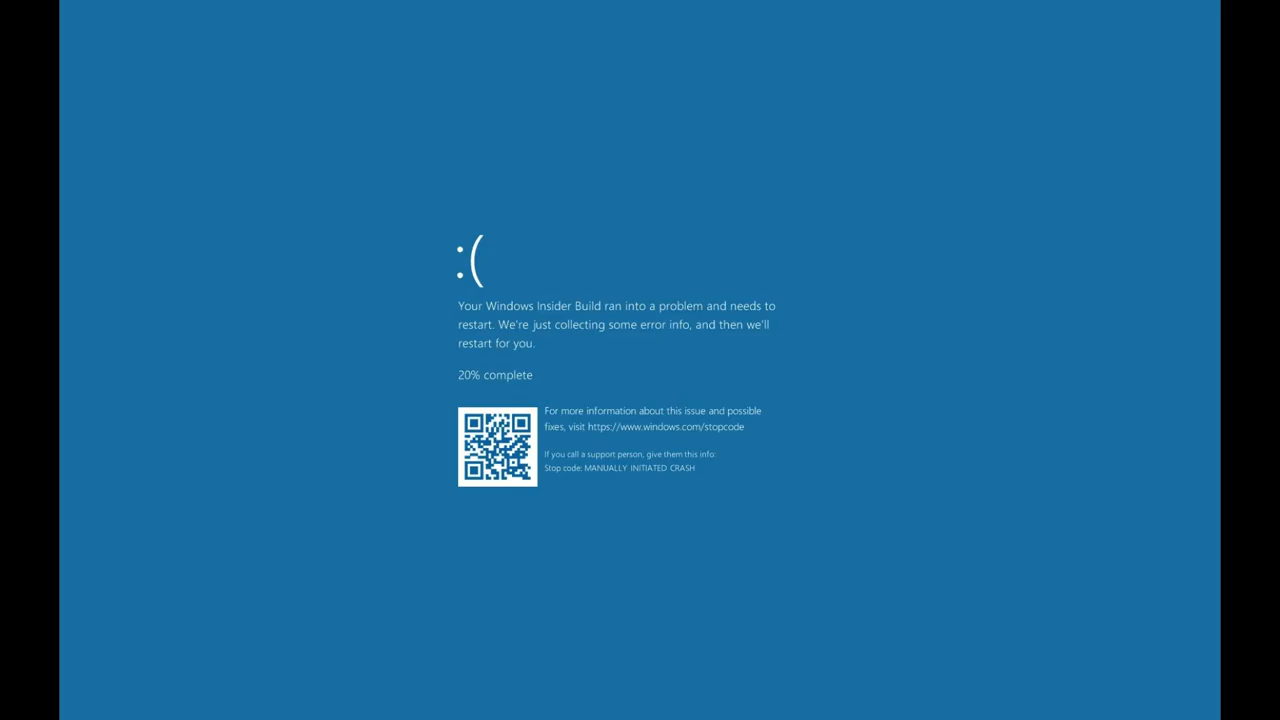 :(
Your Windows Insider Build ran into a problem and needs to
restart. We're just collecting some error info, and then we'll
restart for you.
20% complete
For more information about this issue and possible
fixes, visit https://www.windows.com/stopcode
If you call a support person, give them this info:
Stop code: MANUALLY INITIATED CRASH